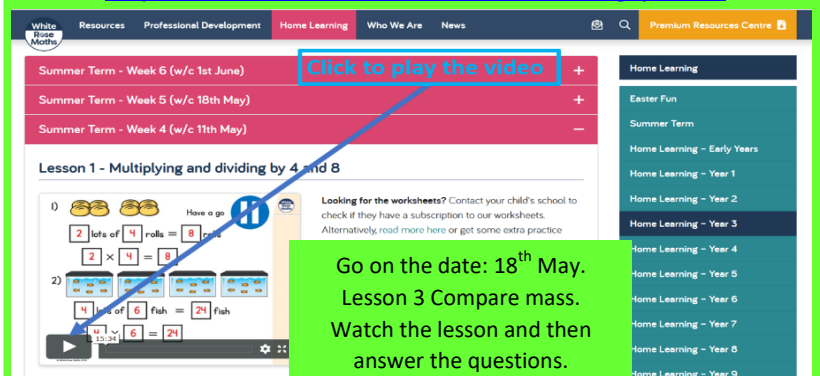 White Rose Maths
Resources Professional Development Home Learning Who We Are News
Premium Resources Centre
Summer Term - Week 6 (w/c 1st June) +
Click to play the video
Summer Term - Week 5 (w/c 18th May) +
Summer Term - Week 4 (w/c 11th May) –
Lesson 1 - Multiplying and dividing by 4 and 8
1)
Have a go
2 lots of 4 rolls = 8 rolls
2 × 4 = 8
2)
4 lots of 6 fish = 24 fish
4 × 6 = 24
15:34
Looking for the worksheets? Contact your child's school to
check if they have a subscription to our worksheets.
Alternatively, read more here or get some extra practice
Go on the date: 18th May.
Lesson 3 Compare mass.
Watch the lesson and then
answer the questions.
Home Learning
Easter Fun
Summer Term
Home Learning – Early Years
Home Learning – Year 1
Home Learning – Year 2
Home Learning – Year 3
Home Learning – Year 4
Home Learning – Year 5
Home Learning – Year 6
Home Learning – Year 7
Home Learning – Year 8
Home Learning – Year 9